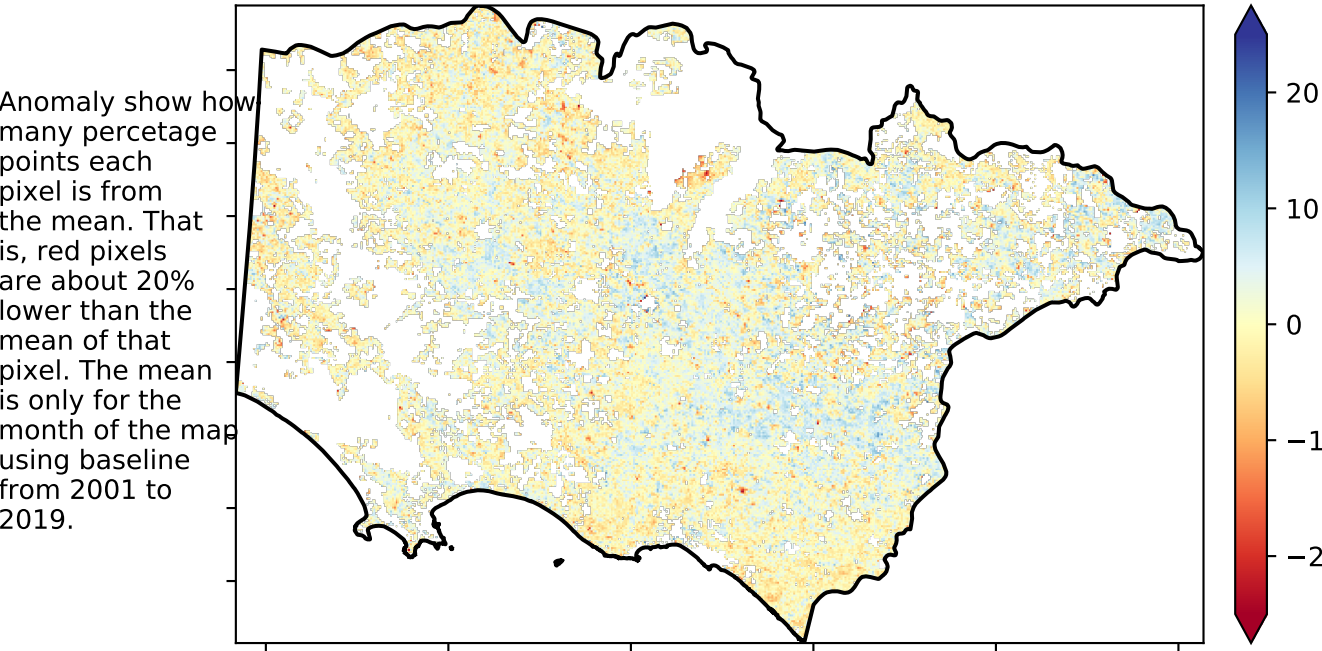 Anomaly show how
many percetage
points each
pixel is from
the mean. That
is, red pixels
are about 20%
lower than the
mean of that
pixel. The mean
is only for the
month of the map
using baseline
from 2001 to
2019.
20
10
0
−1
−2